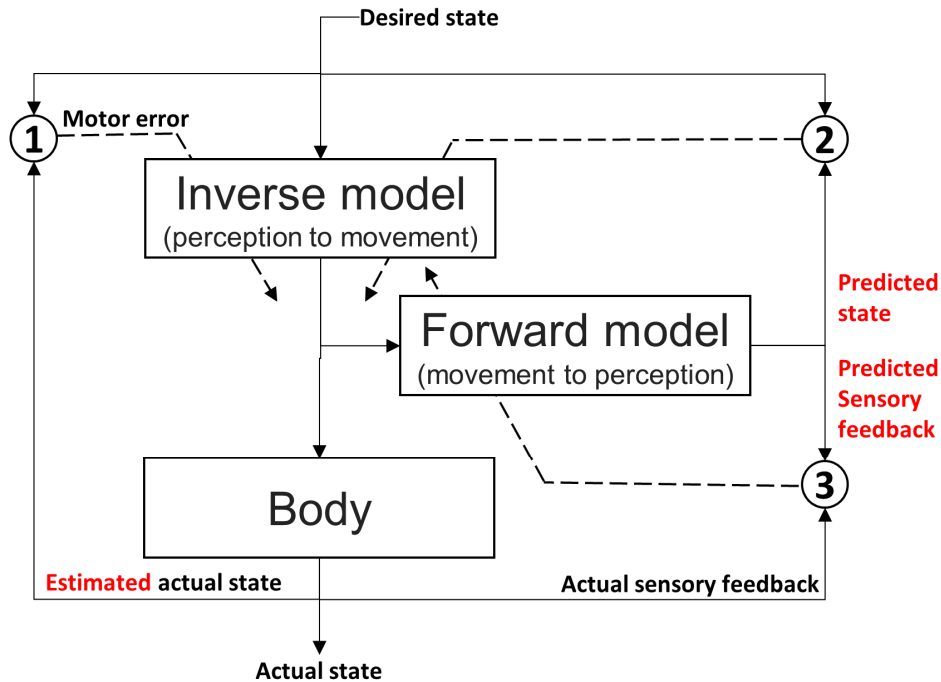 Desired state
1
Motor error
2
Inverse model
(perception to movement)
Predicted
state
Forward model
(movement to perception)
Predicted
Sensory
feedback
3
Body
Estimated actual state
Actual sensory feedback
Actual state